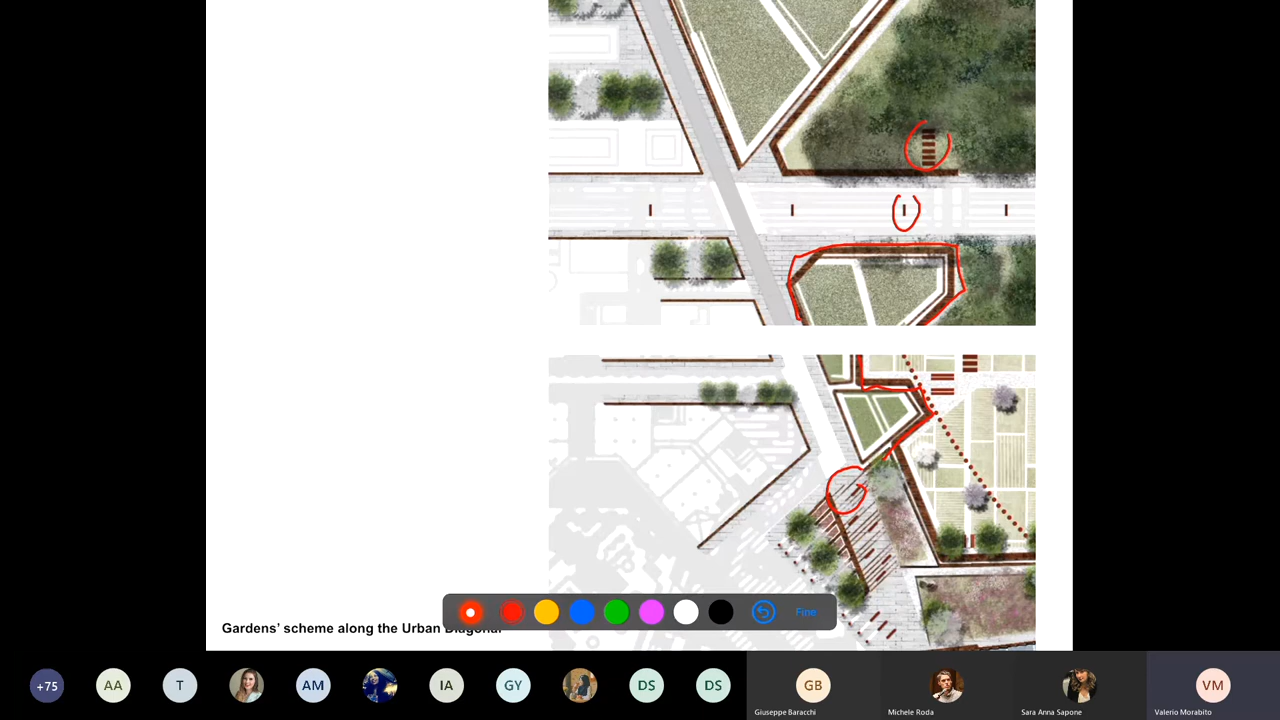 Fine
Gardens' scheme along the Urban Diagonal
+75
AA
T
AM
IA
GY
DS
DS
GB
VM
Giuseppe Baracchi
Michele Roda
Sara Anna Sapone
Valerio Morabito